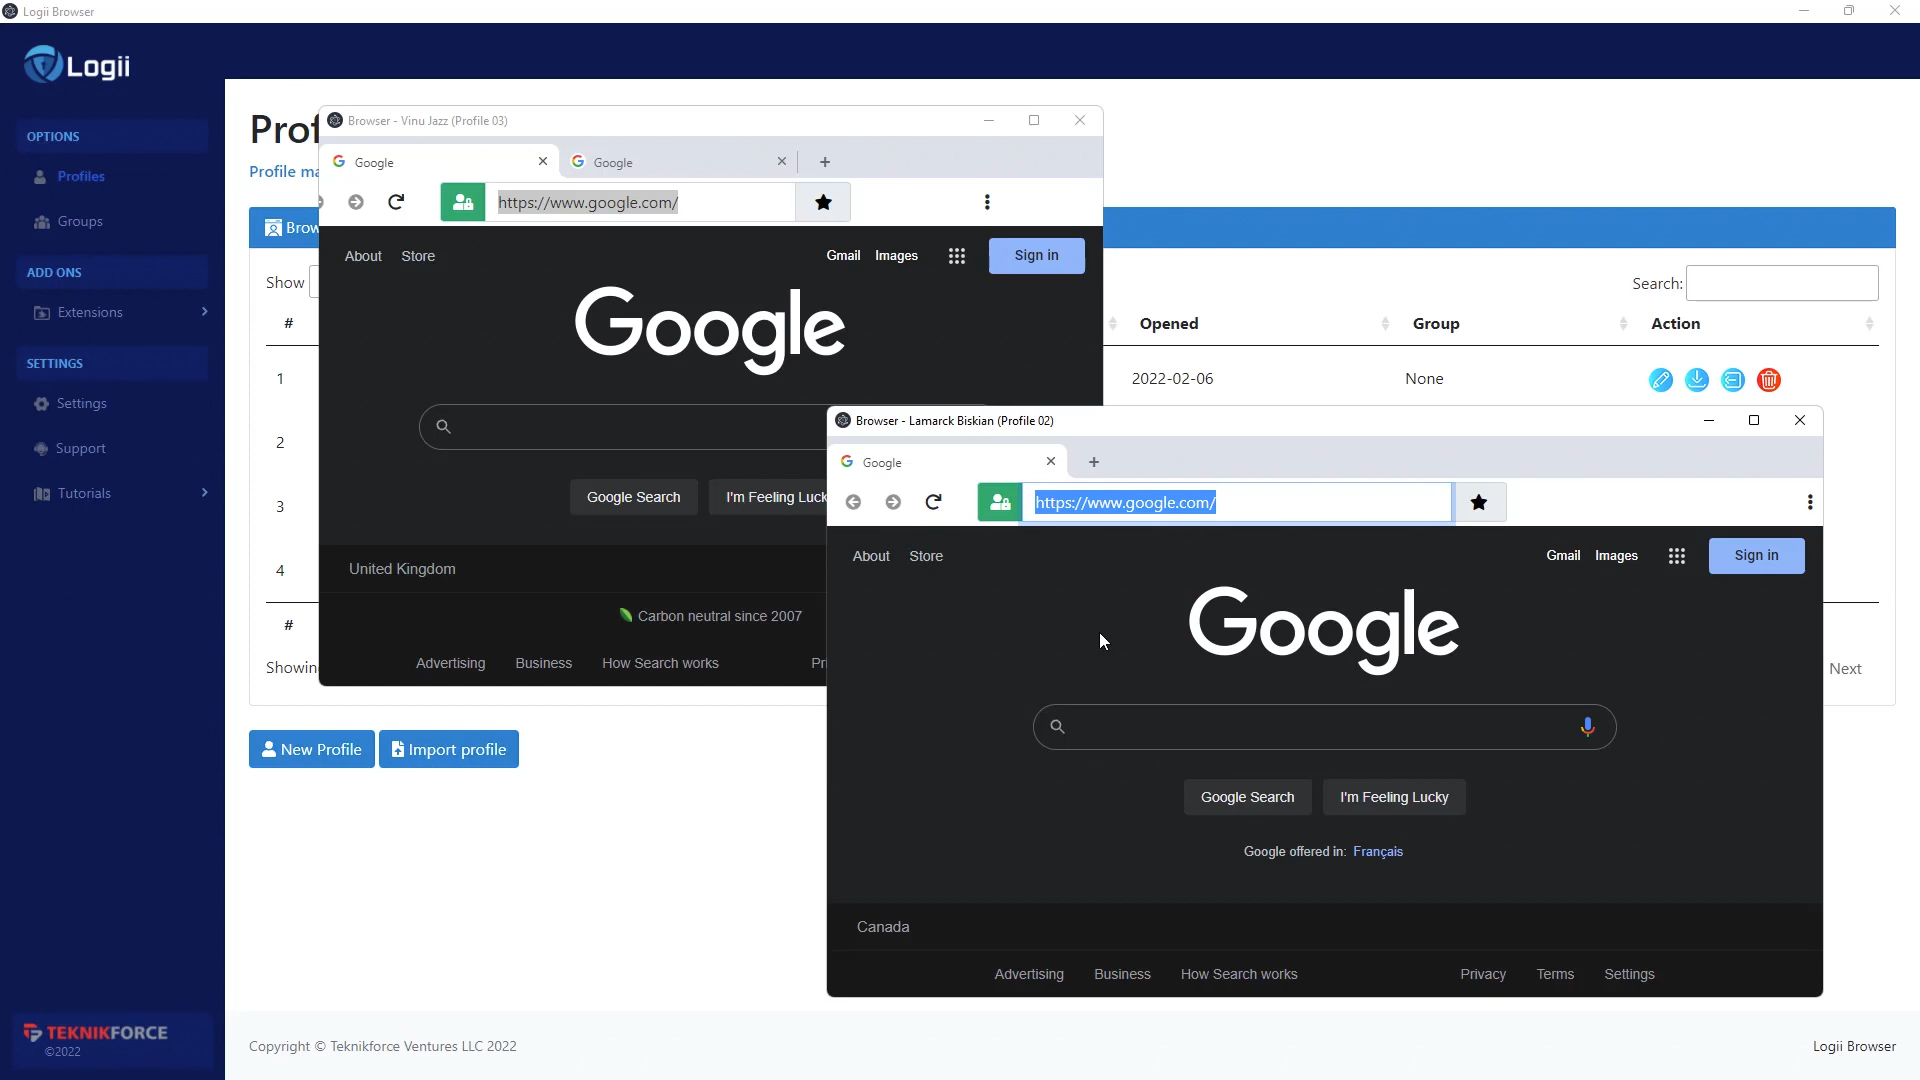 Logii Browser
Logii
OPTIONS
Profiles
Groups
ADD ONS
Extensions
SETTINGS
Settings
Support
Tutorials
TEKNIKFORCE
©2022
Prof
Profile ma
Brow
Show
Search:
#
Opened
Group
Action
1
2022-02-06
None
2
3
4
#
Showin
Next
New Profile
Import profile
Browser - Vinu Jazz (Profile 03)
Google
Google
https://www.google.com/
About
Store
Gmail
Images
Sign in
Google
Google Search
I'm Feeling Luck
United Kingdom
Carbon neutral since 2007
Advertising
Business
How Search works
Pri
Browser - Lamarck Biskian (Profile 02)
Google
https://www.google.com/
About
Store
Gmail
Images
Sign in
Google
Google Search
I'm Feeling Lucky
Google offered in: Français
Canada
Advertising
Business
How Search works
Privacy
Terms
Settings
Copyright © Teknikforce Ventures LLC 2022
Logii Browser